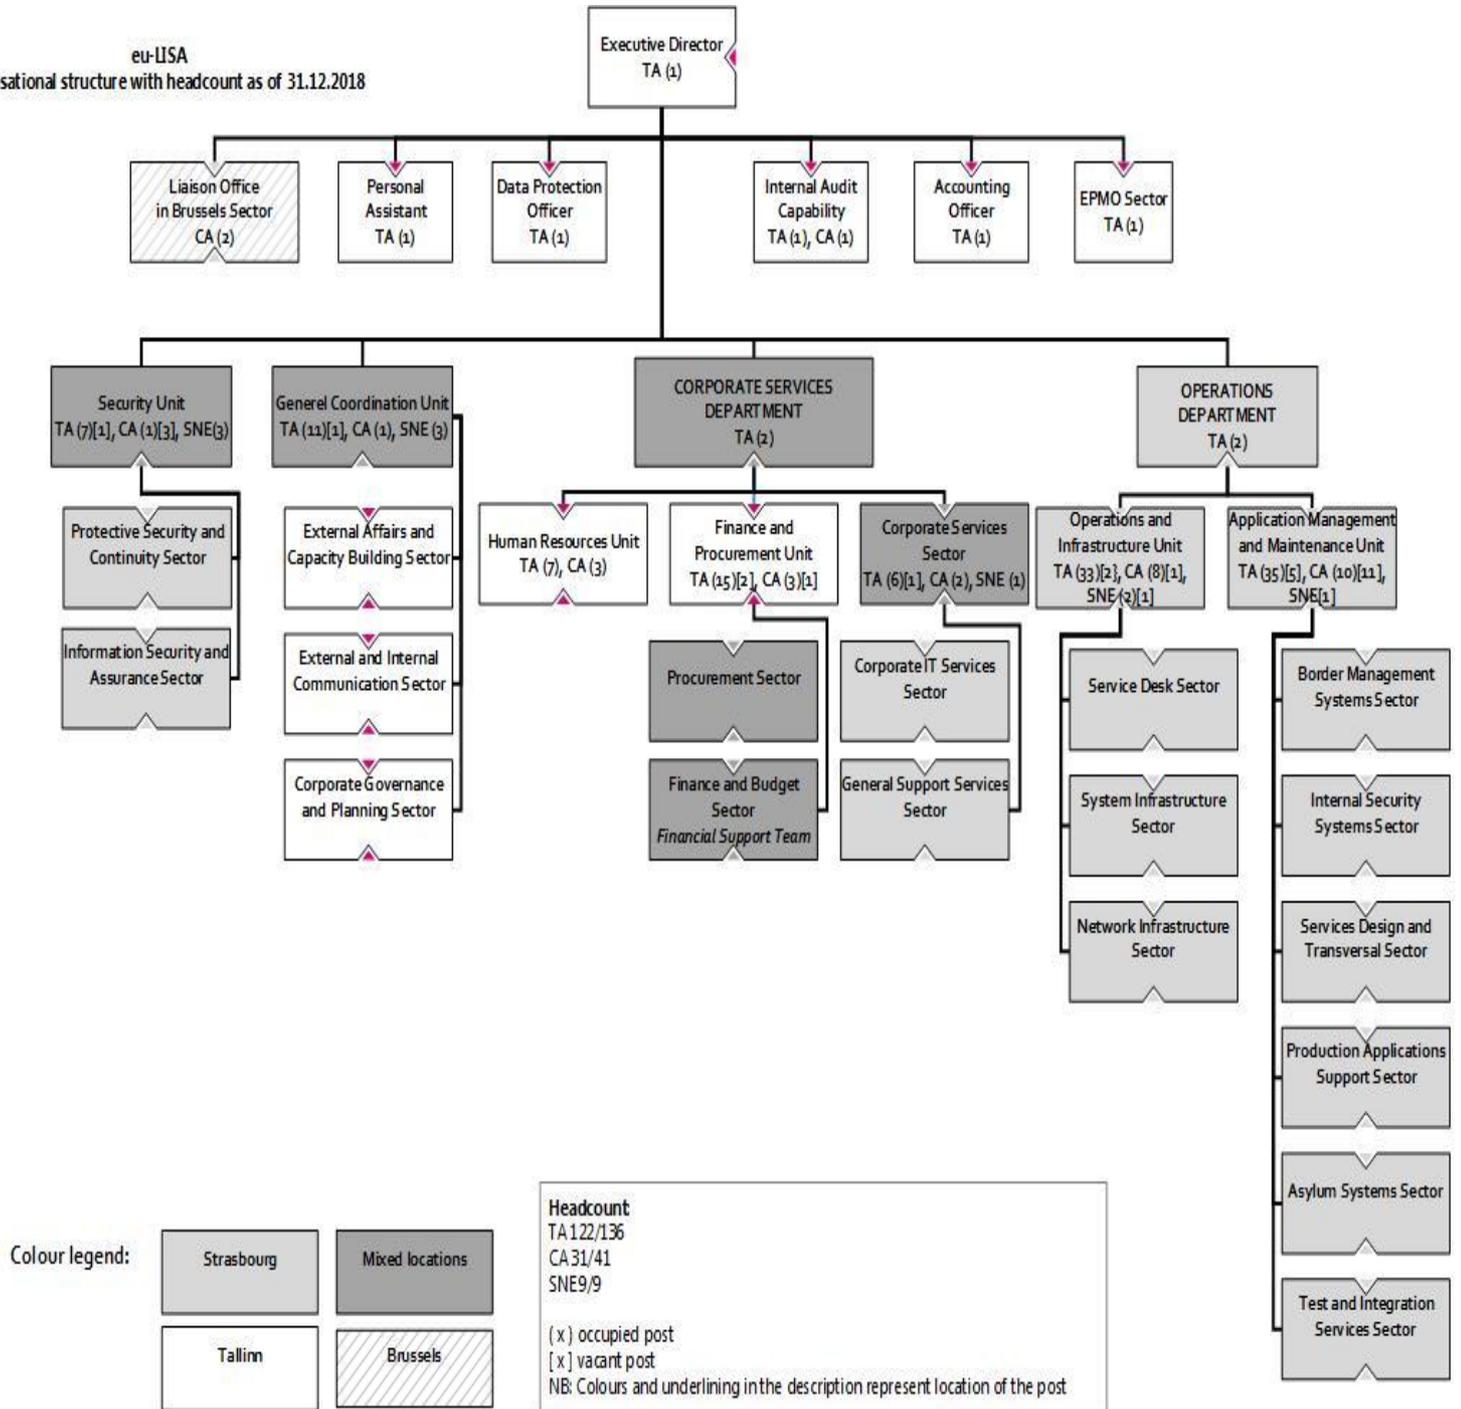 eu-LISA
sational structure with headcount as of 31.12.2018
Executive Director
TA (1)
Liaison Office
in Brussels Sector
CA (2)
Personal
Assistant
TA (1)
Data Protection
Officer
TA (1)
Internal Audit
Capability
TA (1), CA (1)
Accounting
Officer
TA (1)
EPMO Sector
TA (1)
Security Unit
TA (7)[1], CA (1)[3], SNE(3)
Generel Coordination Unit
TA (11)[1], CA (1), SNE (3)
CORPORATE SERVICES
DEPARTMENT
TA (2)
OPERATIONS
DEPARTMENT
TA (2)
Protective Security and
Continuity Sector
Information Security and
Assurance Sector
External Affairs and
Capacity Building Sector
External and Internal
Communication Sector
Corporate Governance
and Planning Sector
Human Resources Unit
TA (7), CA (3)
Finance and
Procurement Unit
TA (15)[2], CA (3)[1]
Corporate Services
Sector
TA (6)[1], CA (2), SNE (1)
Procurement Sector
Finance and Budget
Sector
Financial Support Team
Corporate IT Services
Sector
General Support Services
Sector
Operations and
Infrastructure Unit
TA (33)[2}, CA (8)[1],
SNE (2)[1]
Application Management
and Maintenance Unit
TA (35)[5], CA (10)[11],
SNE[1]
Service Desk Sector
System Infrastructure
Sector
Network Infrastructure
Sector
Border Management
Systems Sector
Internal Security
Systems Sector
Services Design and
Transversal Sector
Production Applications
Support Sector
Asylum Systems Sector
Test and Integration
Services Sector
Colour legend:
Strasbourg
Mixed locations
Tallinn
Brussels
Headcount
TA 122/136
CA 31/41
SNE 9/9
( x ) occupied post
[ x ] vacant post
NB: Colours and underlining in the description represent location of the post